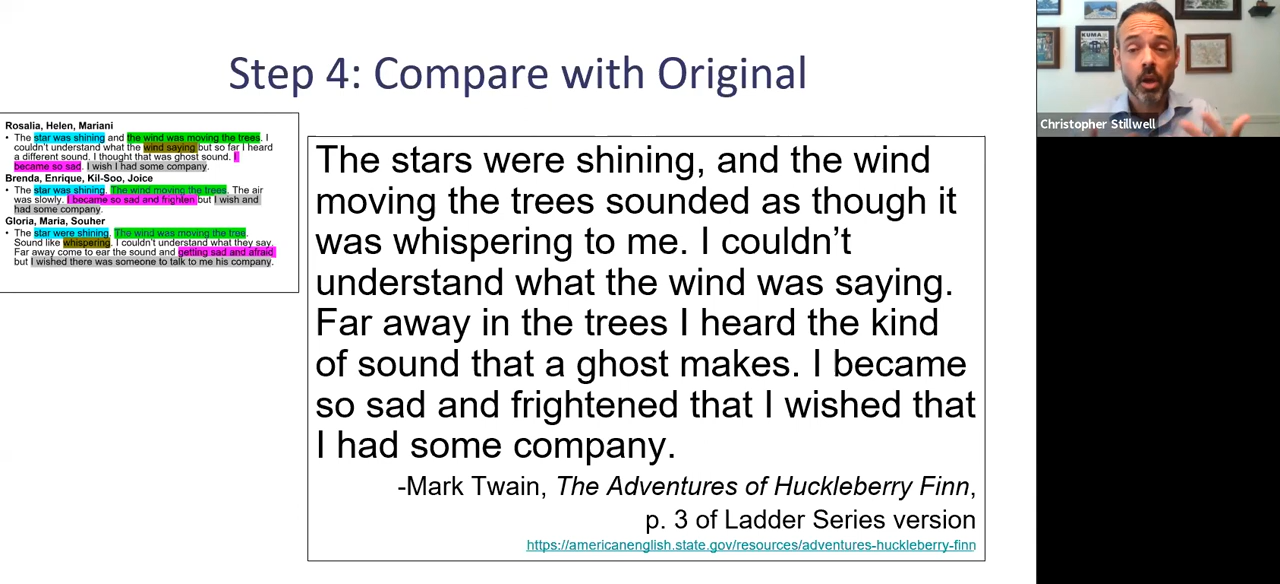 Step 4: Compare with Original
Rosalia, Helen, Mariani
• The star was shining and the wind was moving the trees. I
couldn't understand what the wind saying but so far I heard
a different sound. I thought that was ghost sound. I
became so sad. I wish I had some company.
Brenda, Enrique, Kil-Soo, Joice
• The star was shining. The wind moving the trees. The air
was slowly. I became so sad and frighten but I wish and
had some company.
Gloria, Maria, Souher
• The star were shining. The wind was moving the tree.
Sound like whispering. I couldn't understand what they say.
Far away come to ear the sound and getting sad and afraid,
but I wished there was someone to talk to me his company.
The stars were shining, and the wind
moving the trees sounded as though it
was whispering to me. I couldn’t
understand what the wind was saying.
Far away in the trees I heard the kind
of sound that a ghost makes. I became
so sad and frightened that I wished that
I had some company.
-Mark Twain, The Adventures of Huckleberry Finn,
p. 3 of Ladder Series version
https://americanenglish.state.gov/resources/adventures-huckleberry-finn
KUMA
Christopher Stillwell